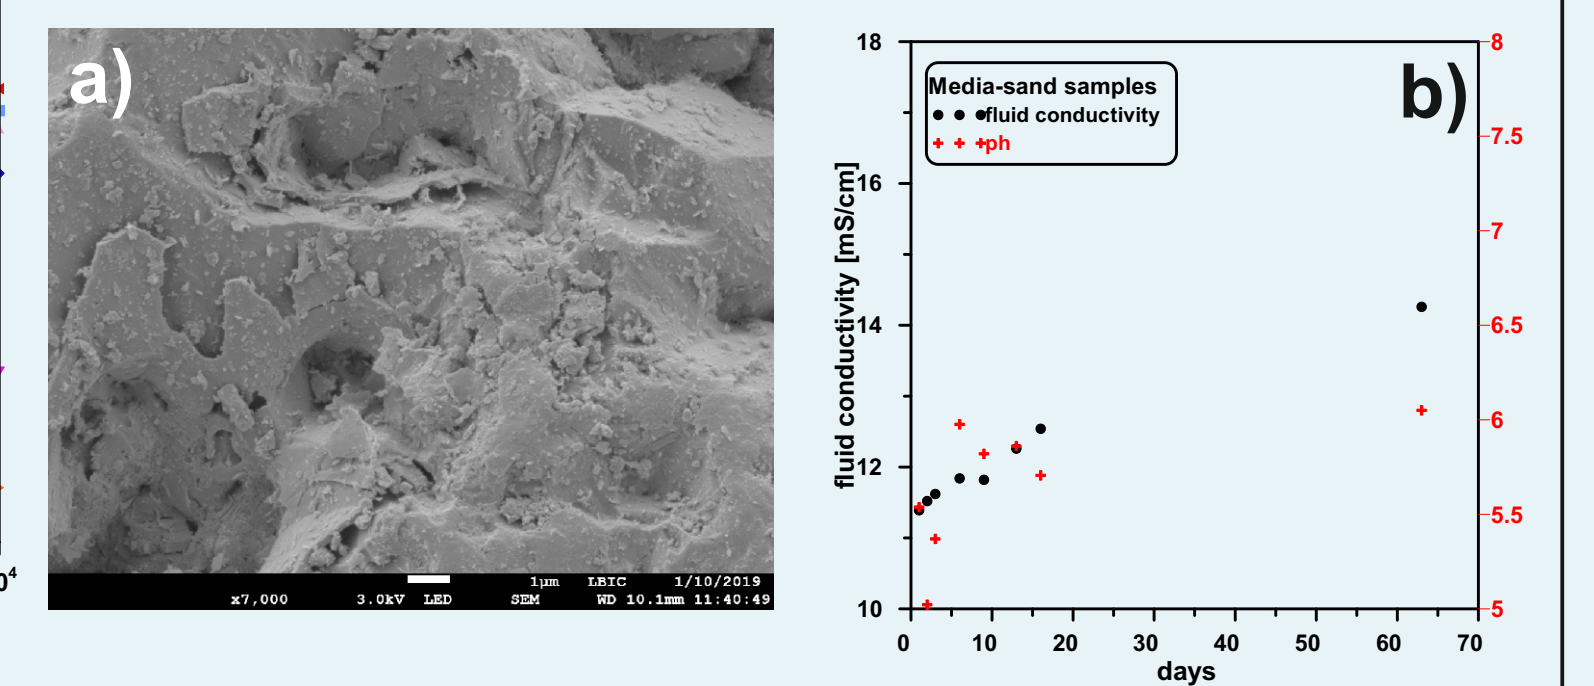 a)
1µm LBIC 1/10/2019
x7,000 3.0kV LED SEM WD 10.1mm 11:40:49
b)
Media-sand samples
fluid conductivity
ph
fluid conductivity [mS/cm]
18
16
14
12
10
8
7.5
7
6.5
6
5.5
5
0 10 20 30 40 50 60 70
days